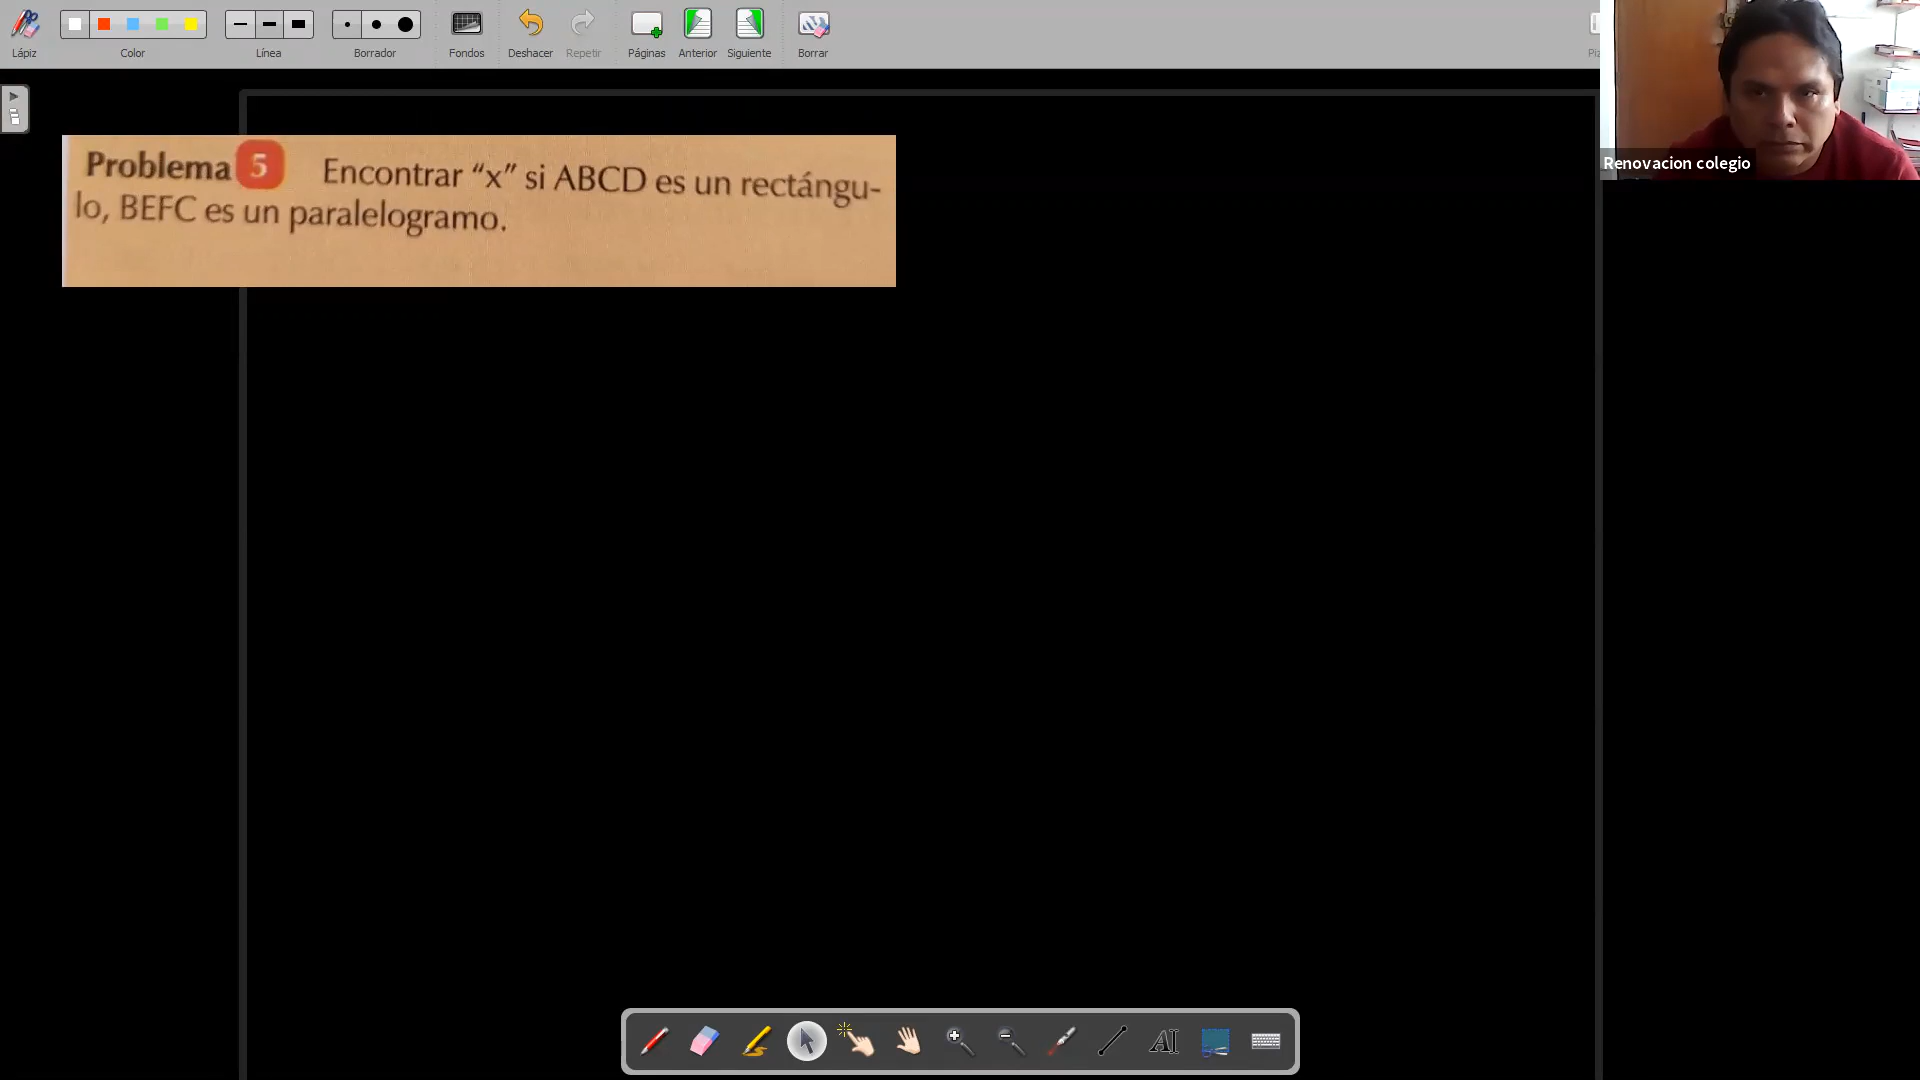 Lápiz
Color
Línea
Borrador
Fondos
Deshacer
Repetir
Páginas
Anterior
Siguiente
Borrar
Renovacion colegio
Problema 5 Encontrar “x” si ABCD es un rectángu-
lo, BEFC es un paralelogramo.
AI